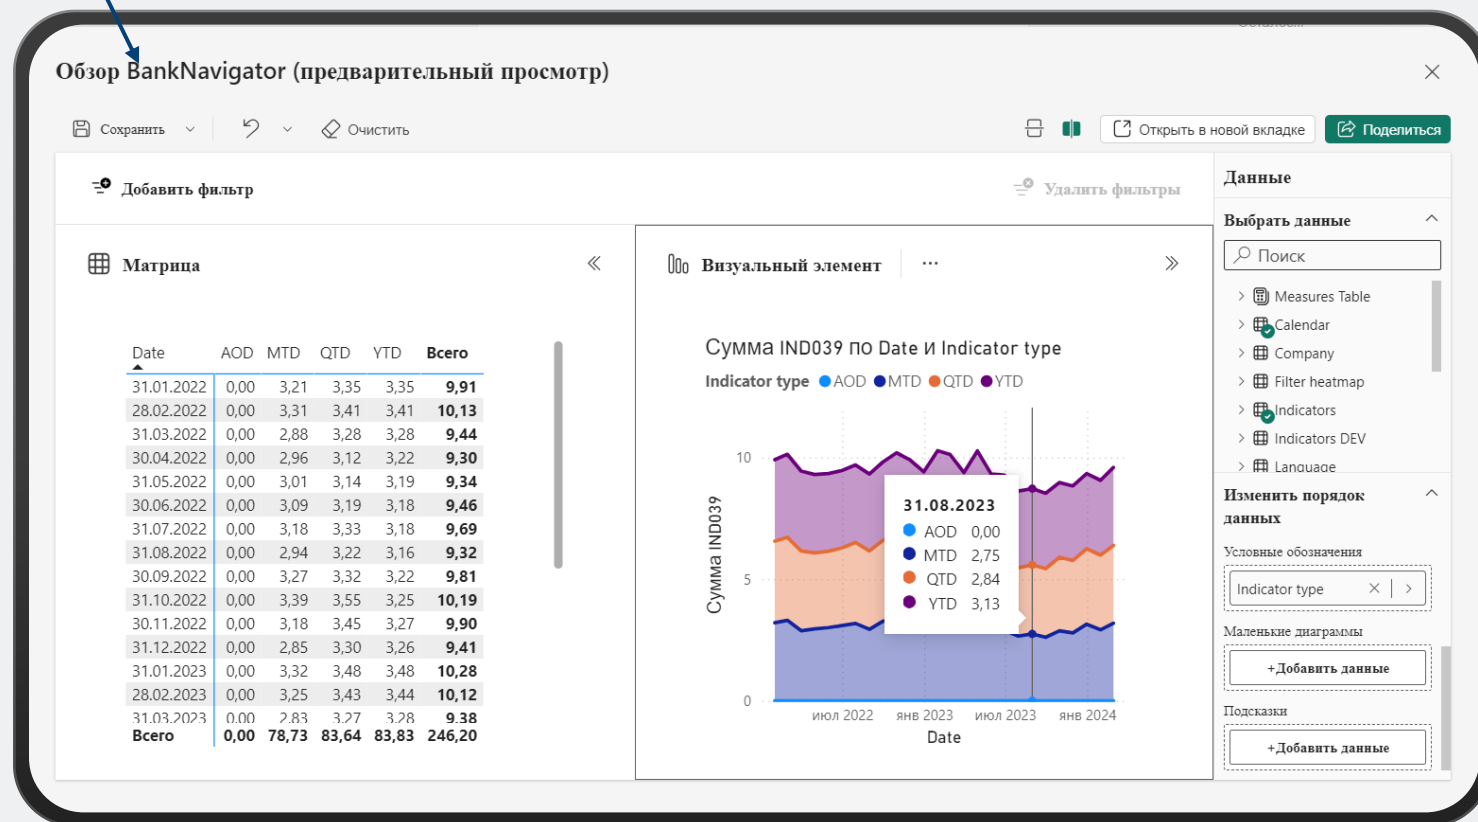 Обзор BankNavigator (предварительный просмотр)
Сохранить
Очистить
Открыть в новой вкладке
Поделиться
Добавить фильтр
Удалить фильтры
Матрица
Date AOD MTD QTD YTD Всего
31.01.2022 0,00 3,21 3,35 3,35 9,91
28.02.2022 0,00 3,31 3,41 3,41 10,13
31.03.2022 0,00 2,88 3,28 3,28 9,44
30.04.2022 0,00 2,96 3,12 3,22 9,30
31.05.2022 0,00 3,01 3,14 3,19 9,34
30.06.2022 0,00 3,09 3,19 3,18 9,46
31.07.2022 0,00 3,18 3,33 3,18 9,69
31.08.2022 0,00 2,94 3,22 3,16 9,32
30.09.2022 0,00 3,27 3,32 3,22 9,81
31.10.2022 0,00 3,39 3,55 3,25 10,19
30.11.2022 0,00 3,18 3,45 3,27 9,90
31.12.2022 0,00 2,85 3,30 3,26 9,41
31.01.2023 0,00 3,32 3,48 3,48 10,28
28.02.2023 0,00 3,25 3,43 3,44 10,12
31.03.2023 0,00 2,83 3,27 3,28 9,38
Всего 0,00 78,73 83,64 83,83 246,20
Визуальный элемент ...
Сумма IND039 по Date и Indicator type
Indicator type AOD MTD QTD YTD
10
5
0
Сумма IND039
31.08.2023
AOD 0,00
MTD 2,75
QTD 2,84
YTD 3,13
июл 2022 янв 2023 июл 2023 янв 2024
Date
Данные
Выбрать данные
Поиск
Measures Table
Calendar
Company
Filter heatmap
Indicators
Indicators DEV
Language
Изменить порядок
данных
Условные обозначения
Indicator type
Маленькие диаграммы
+Добавить данные
Подсказки
+Добавить данные